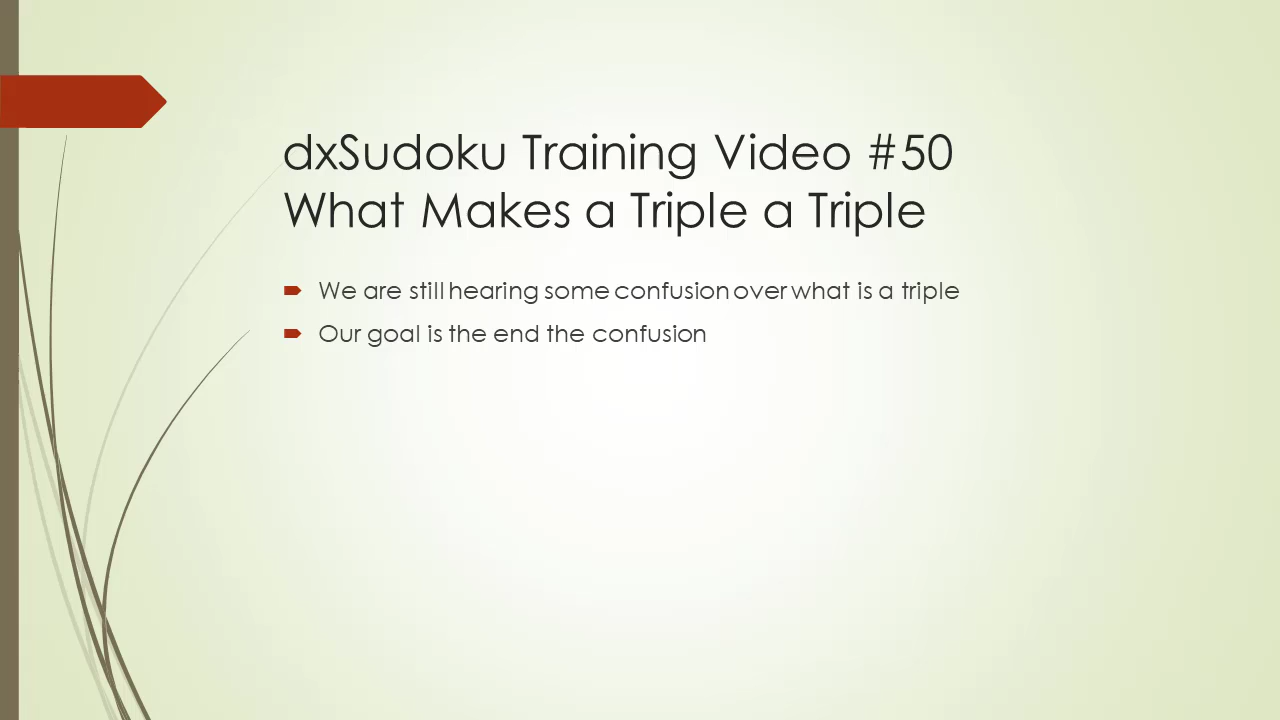 dxSudoku Training Video #50
What Makes a Triple a Triple
We are still hearing some confusion over what is a triple
Our goal is the end the confusion